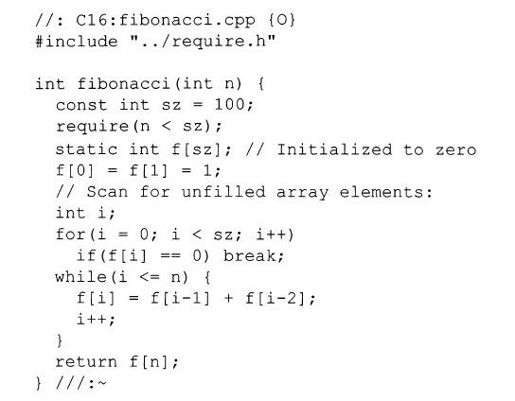 //: C16:fibonacci.cpp {O}
#include "../require.h"

int fibonacci(int n) {
  const int sz = 100;
  require(n < sz);
  static int f[sz]; // Initialized to zero
  f[0] = f[1] = 1;
  // Scan for unfilled array elements:
  int i;
  for(i = 0; i < sz; i++)
    if(f[i] == 0) break;
  while(i <= n) {
    f[i] = f[i-1] + f[i-2];
    i++;
  }
  return f[n];
} ///:~